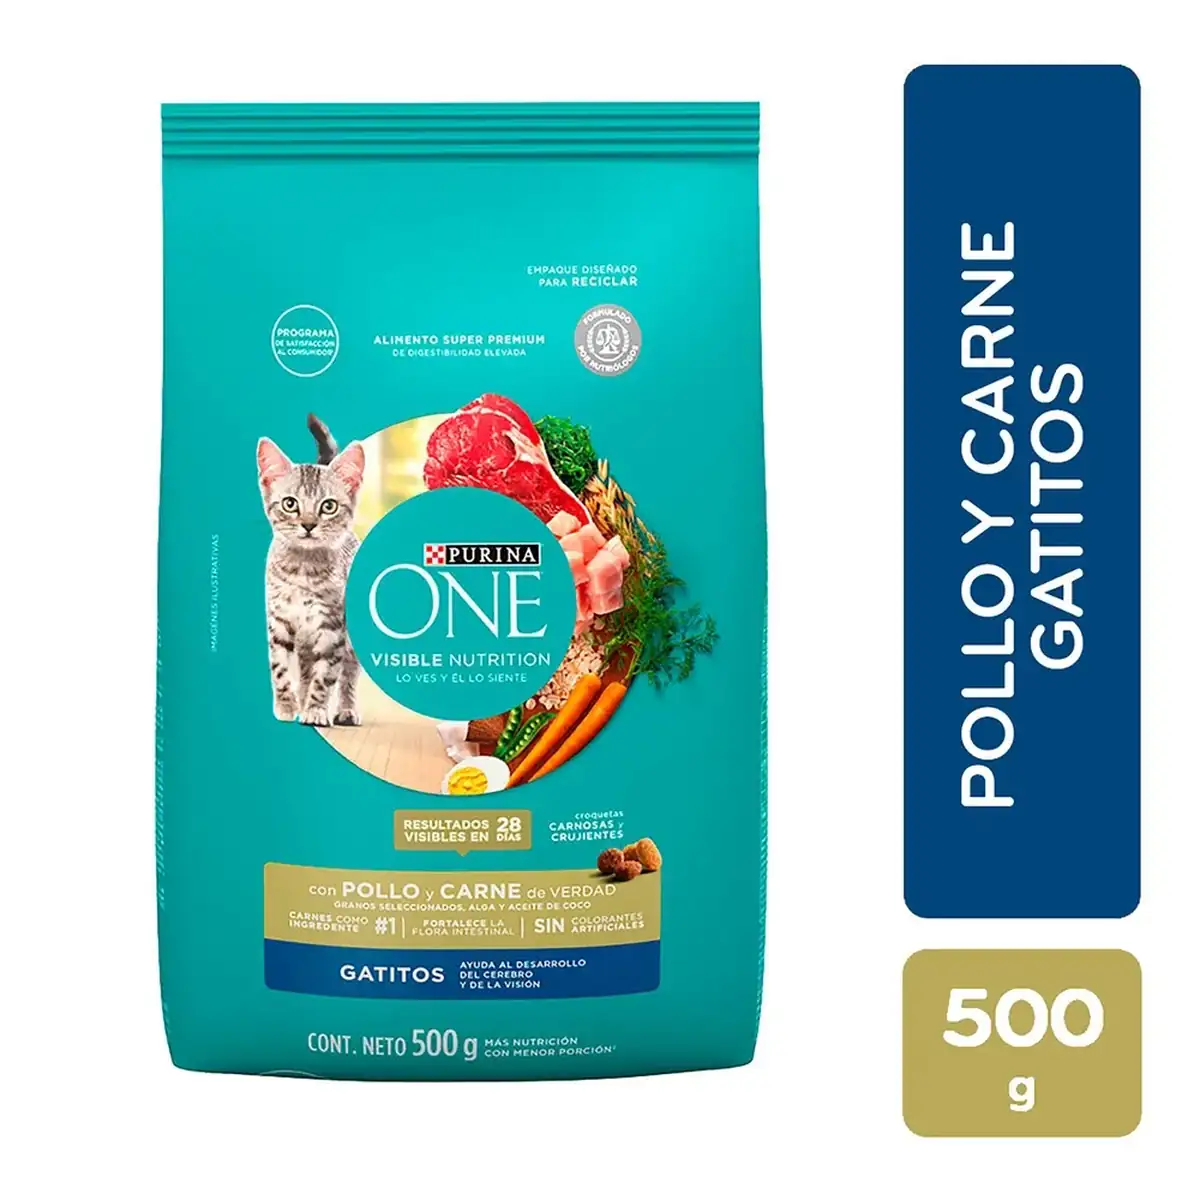 EMPAQUE DISEÑADO
PARA RECICLAR
PROGRAMA
DE SATISFACCIÓN
AL CONSUMIDOR
ALIMENTO SUPER PREMIUM
DE DIGESTIBILIDAD ELEVADA
FORMULADO
POR NUTRIÓLOGOS
IMÁGENES ILUSTRATIVAS
PURINA
ONE
VISIBLE NUTRITION
LO VES Y ÉL LO SIENTE
RESULTADOS
VISIBLES EN 28 DÍAS
croquetas
CARNOSAS y
CRUJIENTES
con POLLO y CARNE de VERDAD
GRANOS SELECCIONADOS, ALGA Y ACEITE DE COCO
CARNES COMO
INGREDIENTE #1
FORTALECE LA
FLORA INTESTINAL
SIN COLORANTES
ARTIFICIALES
GATITOS
AYUDA AL DESARROLLO
DEL CEREBRO
Y DE LA VISIÓN
CONT. NETO 500 g
MÁS NUTRICIÓN
CON MENOR PORCIÓN
POLLO Y CARNE
GATITOS
500
g